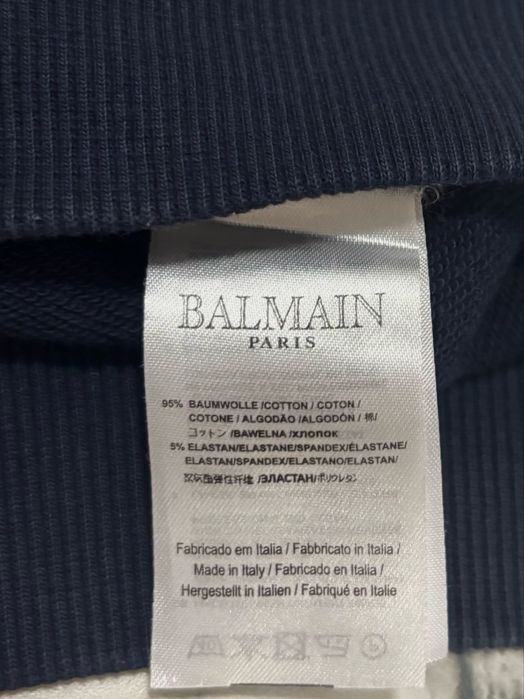 BALMAIN
PARIS
95% BAUMWOLLE /COTTON / COTON /
COTONE / ALGODÃO /ALGODÓN / 棉/
コットン /BAWELNA /хлопок
5% ELASTAN/ELASTANE/SPANDEX/ÉLASTANE/
ELASTAN/SPANDEX/ELASTANO/ELASTAN/
/ЭЛАСТАН/ポリウレタン
Fabricado em Italia / Fabbricato in Italia /
Made in Italy / Fabricado en Italia /
Hergestellt in Italien / Fabriqué en Italie